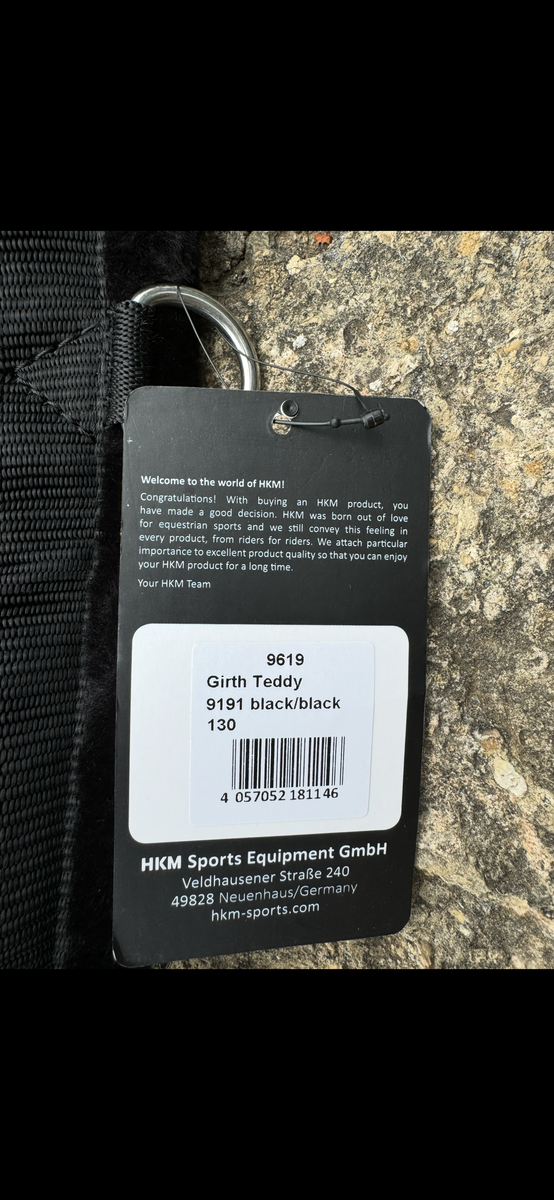 Welcome to the world of HKM!
Congratulations! With buying an HKM product, you
have made a good decision. HKM was born out of love
for equestrian sports and we still convey this feeling in
every product, from riders for riders. We attach particular
importance to excellent product quality so that you can enjoy
your HKM product for a long time.
Your HKM Team
9619
Girth Teddy
9191 black/black
130
4 057052 181146
HKM Sports Equipment GmbH
Veldhausener Straße 240
49828 Neuenhaus/Germany
hkm-sports.com